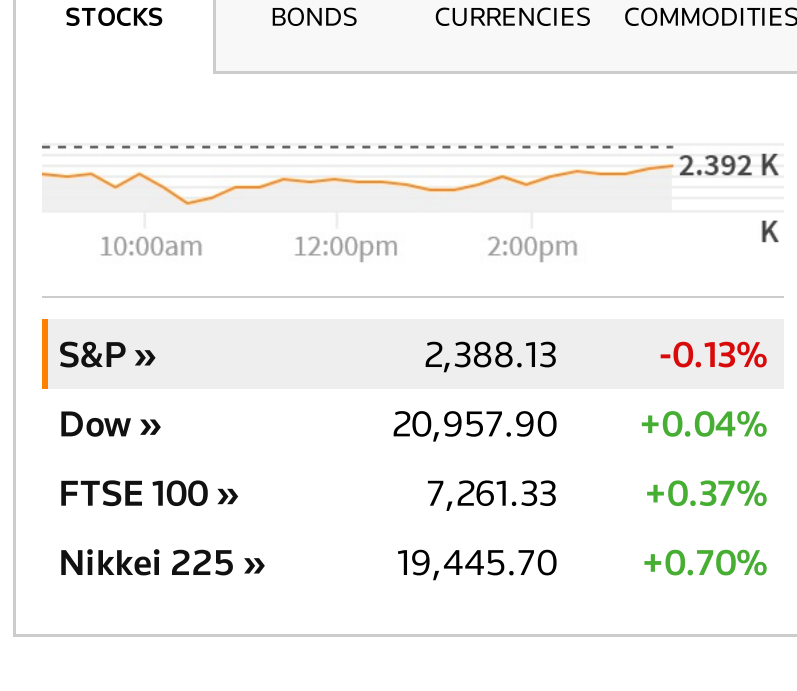 STOCKS BONDS CURRENCIES COMMODITIES
2.392 K
K
10:00am 12:00pm 2:00pm
S&P » 2,388.13 -0.13%
Dow » 20,957.90 +0.04%
FTSE 100 » 7,261.33 +0.37%
Nikkei 225 » 19,445.70 +0.70%